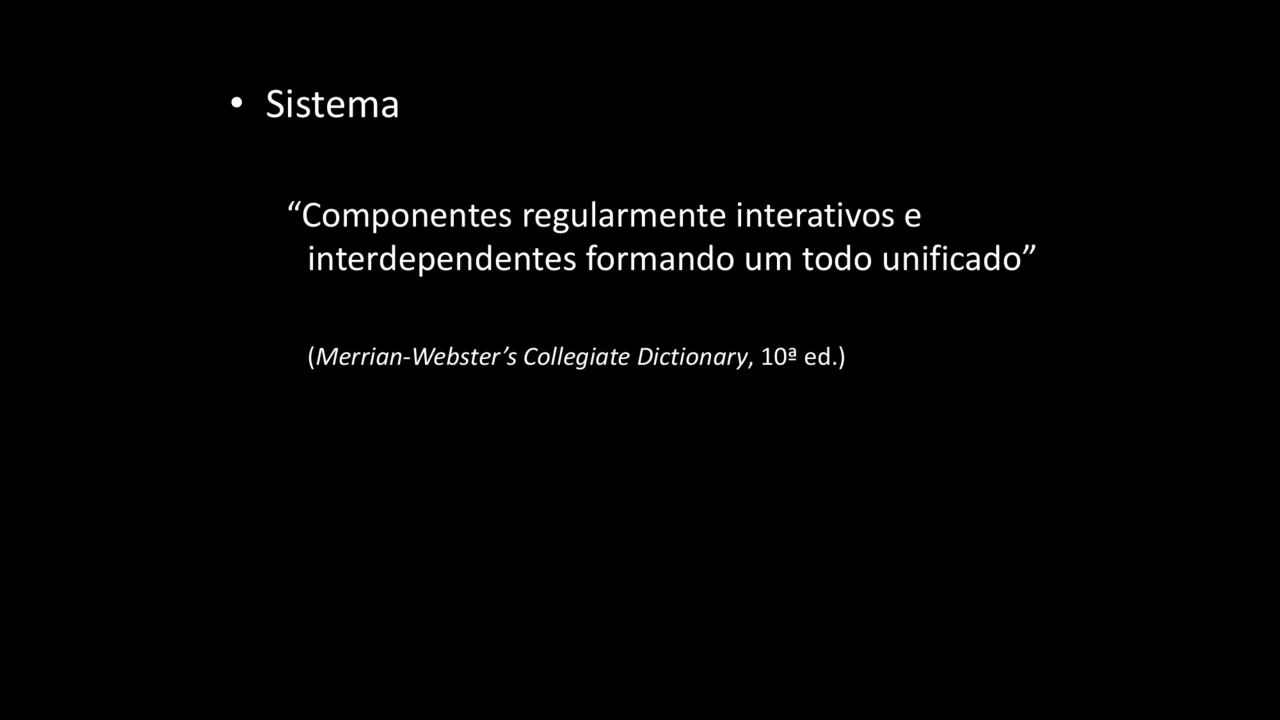 • Sistema
“Componentes regularmente interativos e
interdependentes formando um todo unificado”
(Merrian-Webster’s Collegiate Dictionary, 10ª ed.)